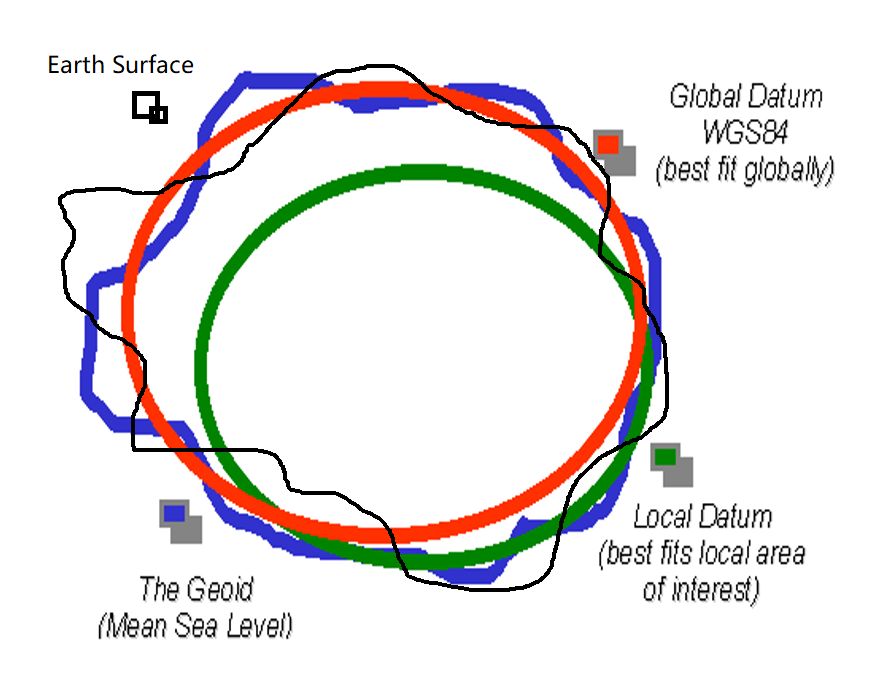 Earth Surface
Global Datum
WGS84
(best fit globally)
Local Datum
(best fits local area
of interest)
The Geoid
(Mean Sea Level)